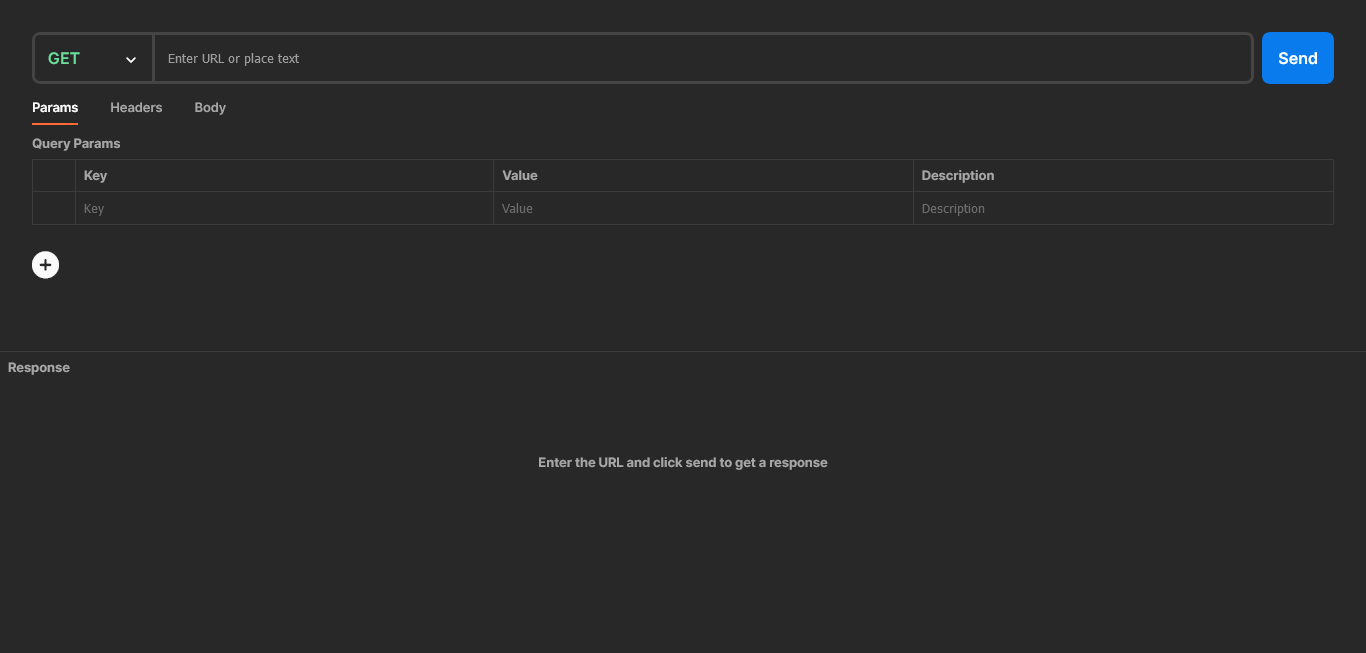 GET
Enter URL or place text
Send
Params Headers Body
Query Params
Key Value Description
Key Value Description
Response
Enter the URL and click send to get a response